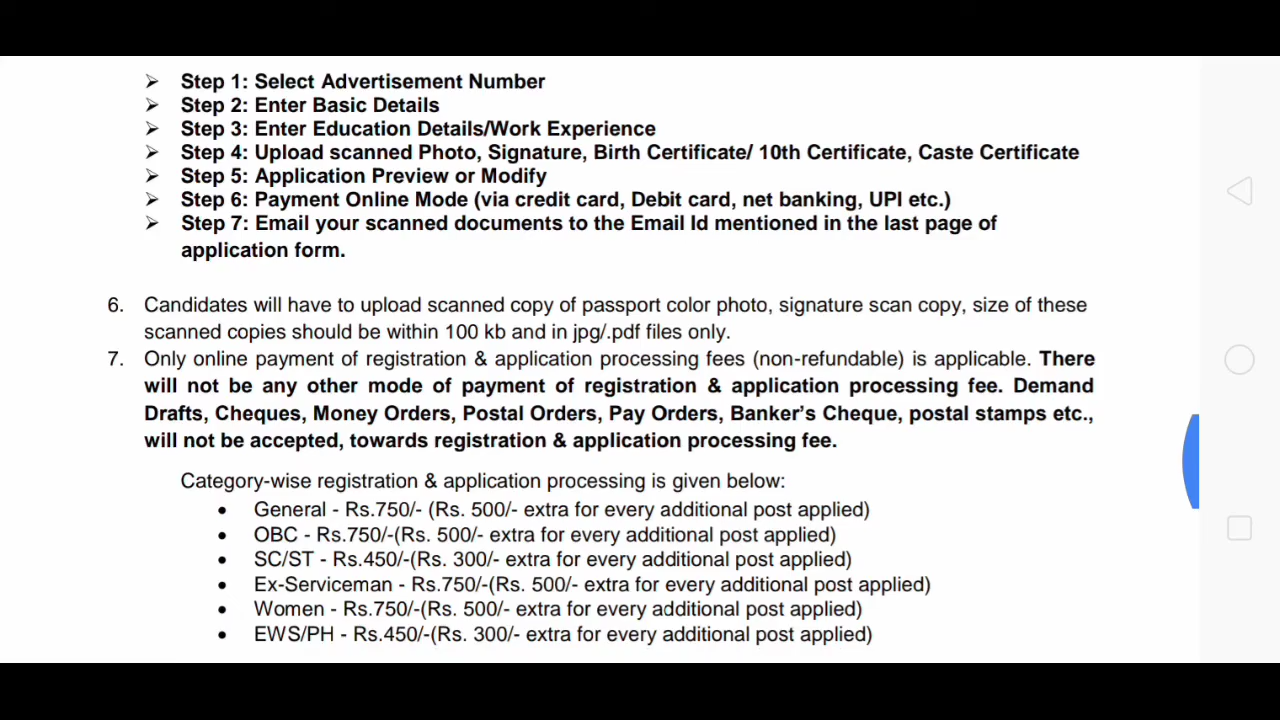 ➢ Step 1: Select Advertisement Number
➢ Step 2: Enter Basic Details
➢ Step 3: Enter Education Details/Work Experience
➢ Step 4: Upload scanned Photo, Signature, Birth Certificate/ 10th Certificate, Caste Certificate
➢ Step 5: Application Preview or Modify
➢ Step 6: Payment Online Mode (via credit card, Debit card, net banking, UPI etc.)
➢ Step 7: Email your scanned documents to the Email Id mentioned in the last page of
application form.
6. Candidates will have to upload scanned copy of passport color photo, signature scan copy, size of these
scanned copies should be within 100 kb and in jpg/.pdf files only.
7. Only online payment of registration & application processing fees (non-refundable) is applicable. There
will not be any other mode of payment of registration & application processing fee. Demand
Drafts, Cheques, Money Orders, Postal Orders, Pay Orders, Banker’s Cheque, postal stamps etc.,
will not be accepted, towards registration & application processing fee.
Category-wise registration & application processing is given below:
• General - Rs.750/- (Rs. 500/- extra for every additional post applied)
• OBC - Rs.750/-(Rs. 500/- extra for every additional post applied)
• SC/ST - Rs.450/-(Rs. 300/- extra for every additional post applied)
• Ex-Serviceman - Rs.750/-(Rs. 500/- extra for every additional post applied)
• Women - Rs.750/-(Rs. 500/- extra for every additional post applied)
• EWS/PH - Rs.450/-(Rs. 300/- extra for every additional post applied)